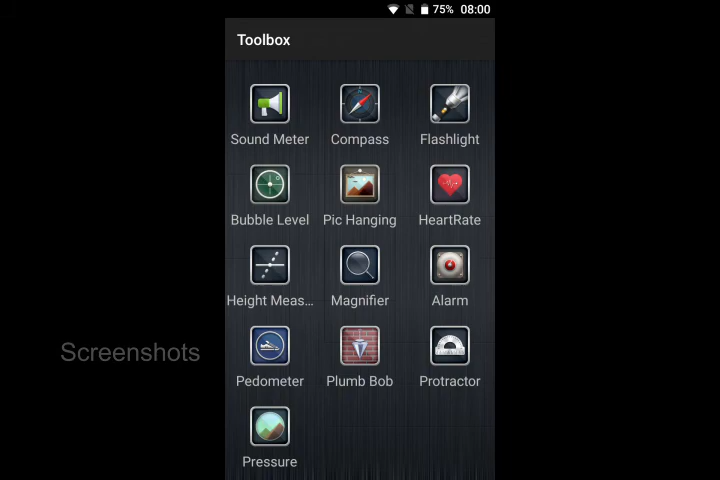 75% 08:00
Toolbox
Sound Meter Compass Flashlight
Bubble Level Pic Hanging HeartRate
Height Meas... Magnifier Alarm
Screenshots
Pedometer Plumb Bob Protractor
Pressure